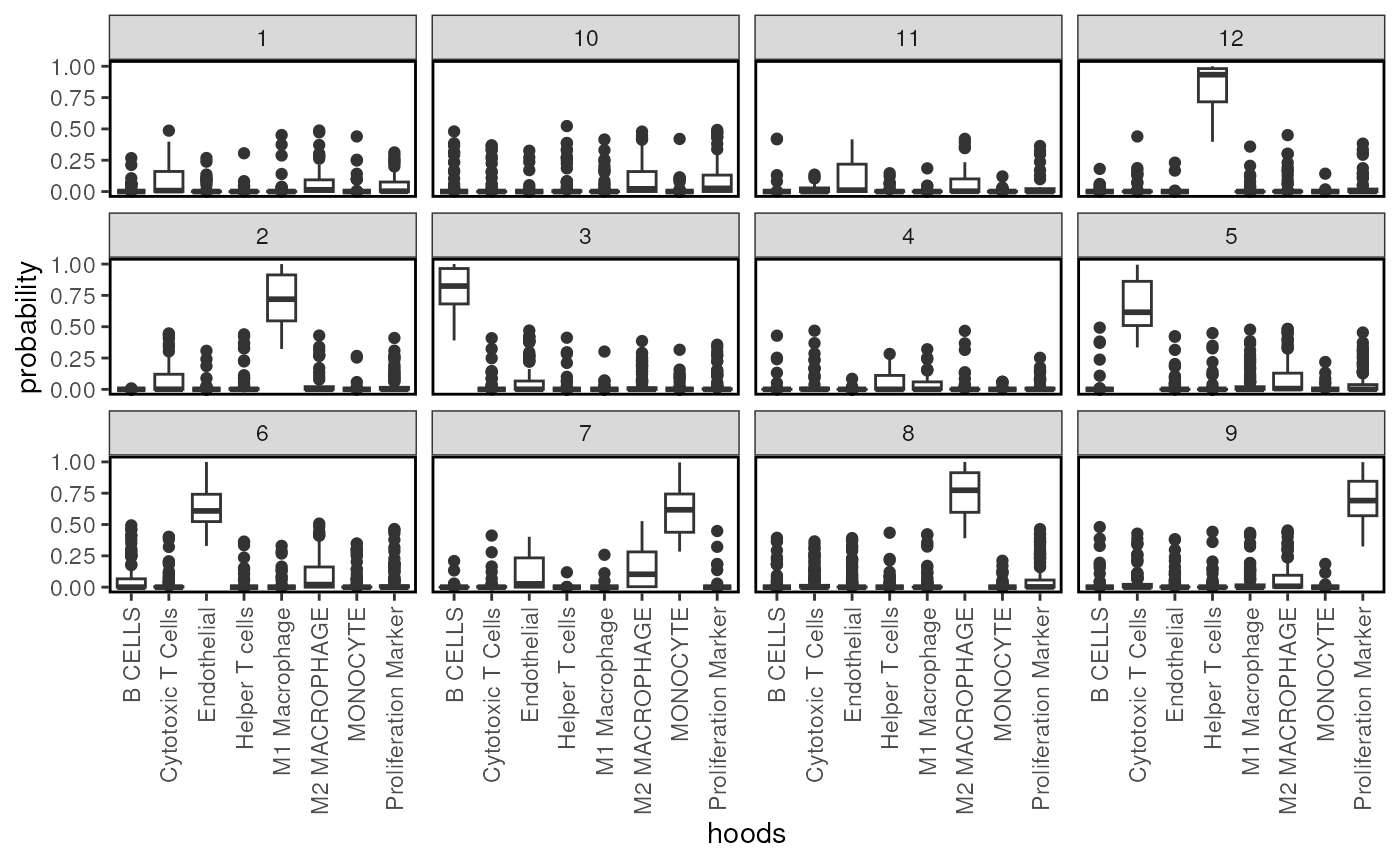 1 10 11 12
1.00
0.75
0.50
0.25
0.00
2 3 4 5
1.00
0.75
0.50
0.25
0.00
probability
6 7 8 9
1.00
0.75
0.50
0.25
0.00
B CELLS
Cytotoxic T Cells
Endothelial
Helper T cells
M1 Macrophage
M2 MACROPHAGE
MONOCYTE
Proliferation Marker
B CELLS
Cytotoxic T Cells
Endothelial
Helper T cells
M1 Macrophage
M2 MACROPHAGE
MONOCYTE
Proliferation Marker
B CELLS
Cytotoxic T Cells
Endothelial
Helper T cells
M1 Macrophage
M2 MACROPHAGE
MONOCYTE
Proliferation Marker
B CELLS
Cytotoxic T Cells
Endothelial
Helper T cells
M1 Macrophage
M2 MACROPHAGE
MONOCYTE
Proliferation Marker
hoods